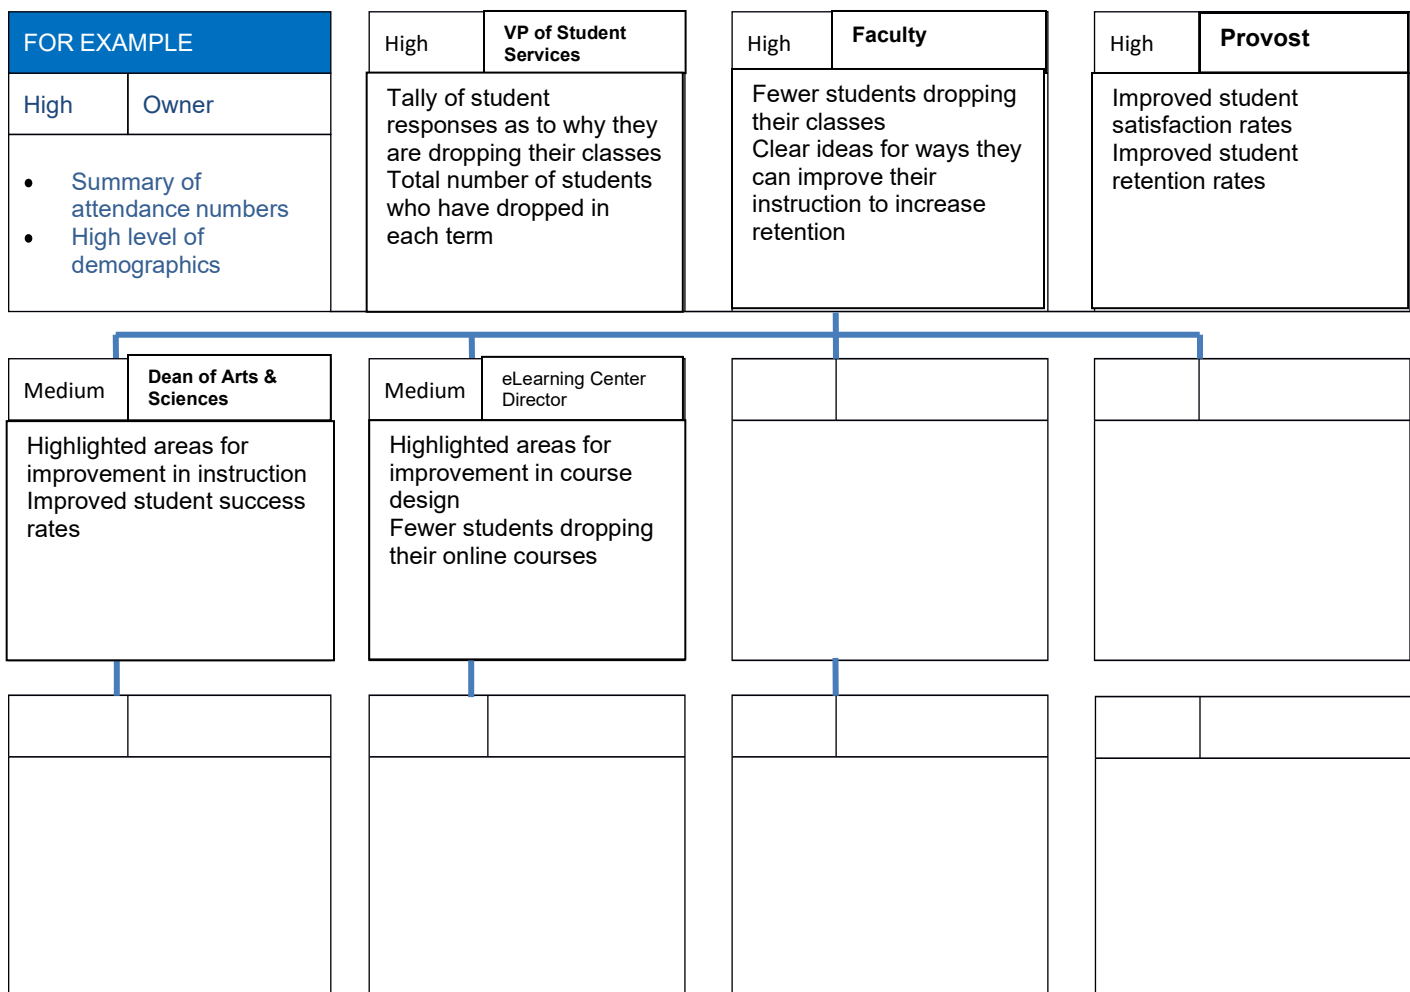 FOR EXAMPLE
High
Owner
• Summary of
attendance numbers
• High level of
demographics
High
VP of Student
Services
Tally of student
responses as to why they
are dropping their classes
Total number of students
who have dropped in
each term
High
Faculty
Fewer students dropping
their classes
Clear ideas for ways they
can improve their
instruction to increase
retention
High
Provost
Improved student
satisfaction rates
Improved student
retention rates
Medium
Dean of Arts &
Sciences
Highlighted areas for
improvement in instruction
Improved student success
rates
Medium
eLearning Center
Director
Highlighted areas for
improvement in course
design
Fewer students dropping
their online courses